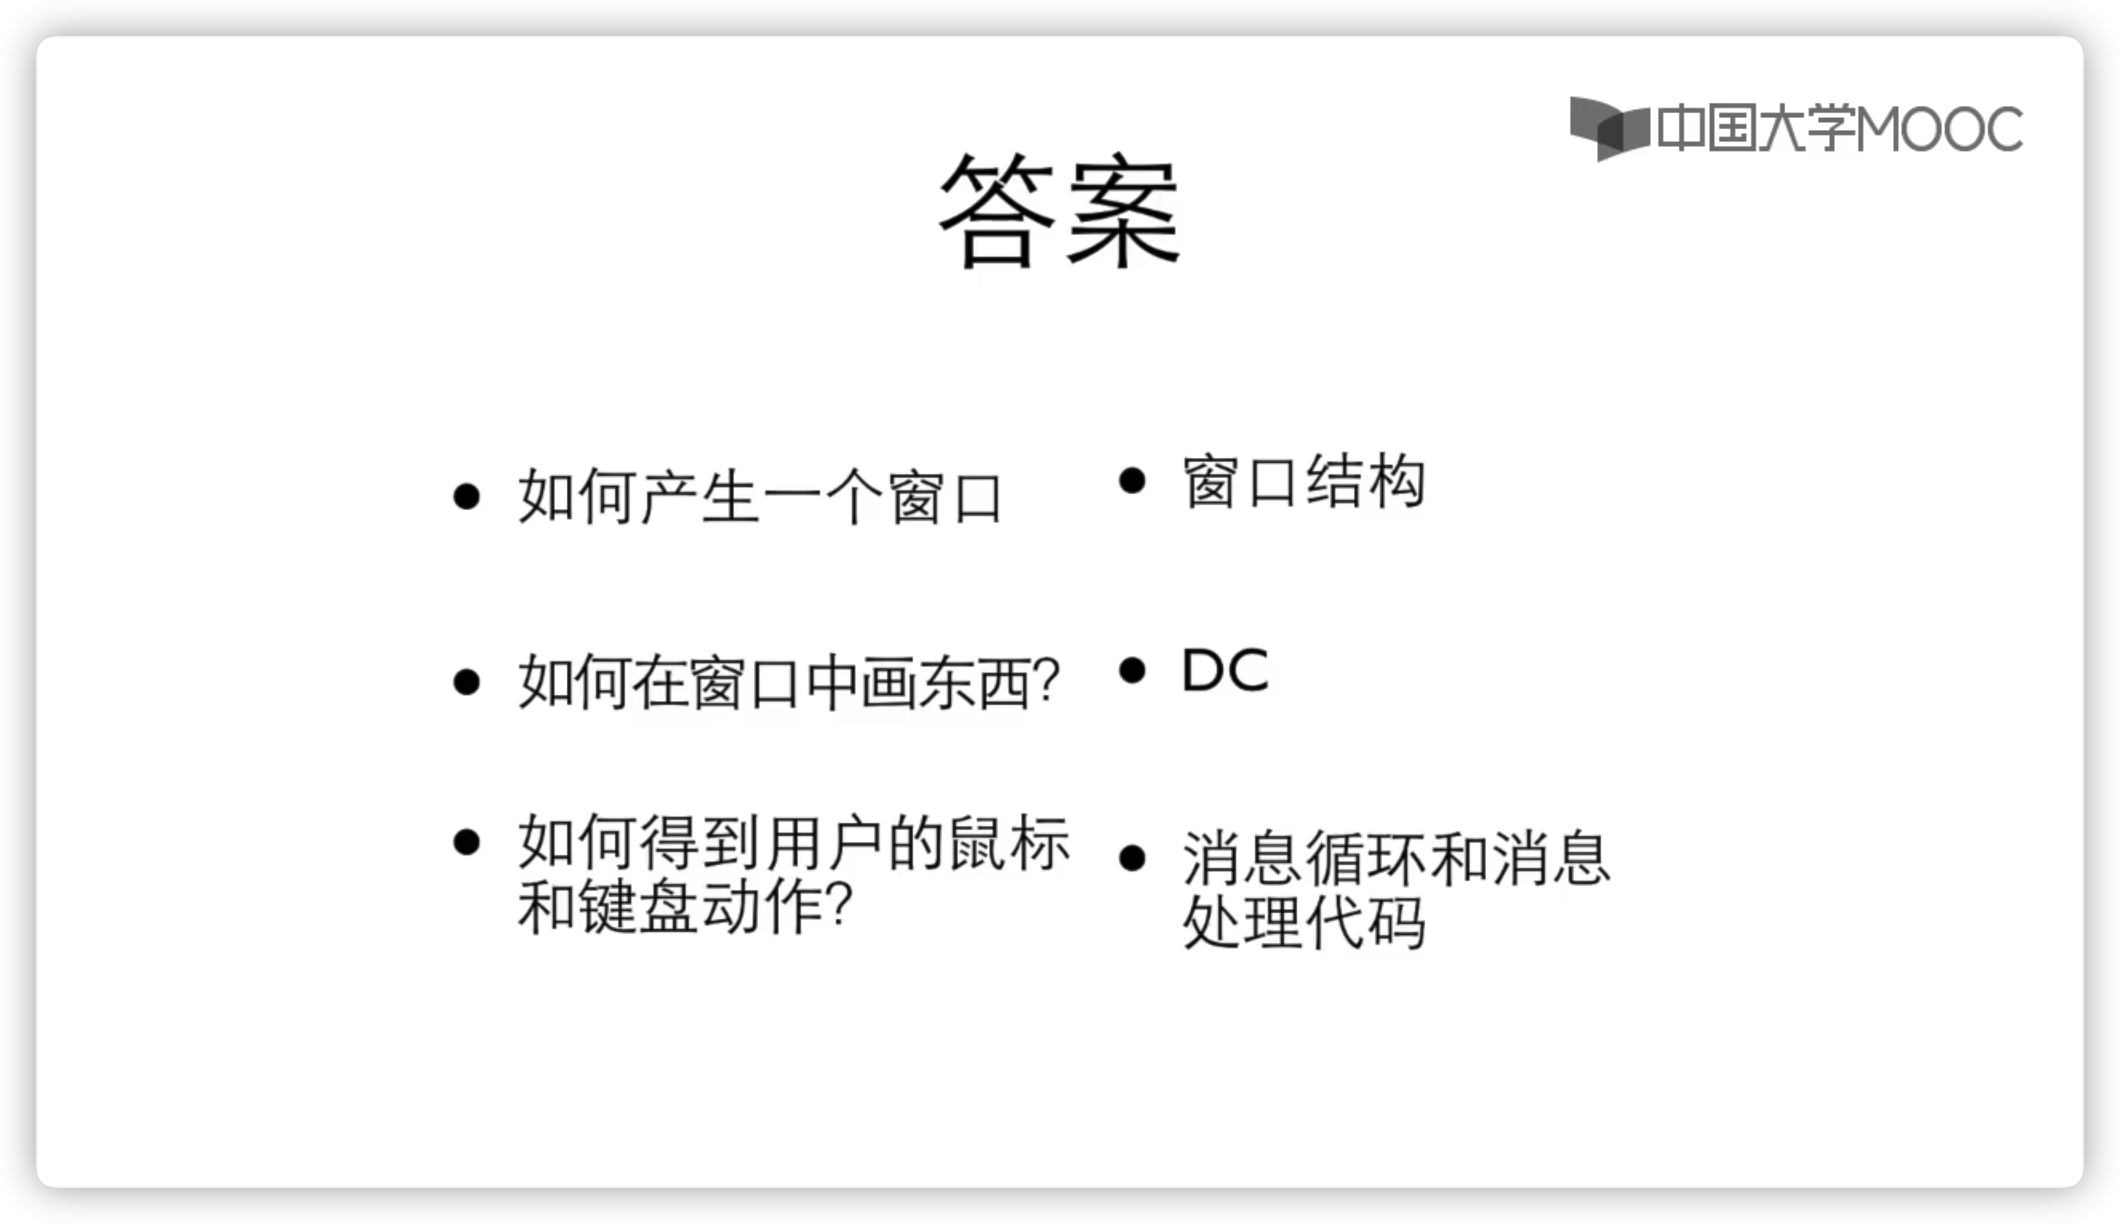 中国大学MOOC
答案
如何产生一个窗口
如何在窗口中画东西?
如何得到用户的鼠标
和键盘动作?
窗口结构
DC
消息循环和消息
处理代码